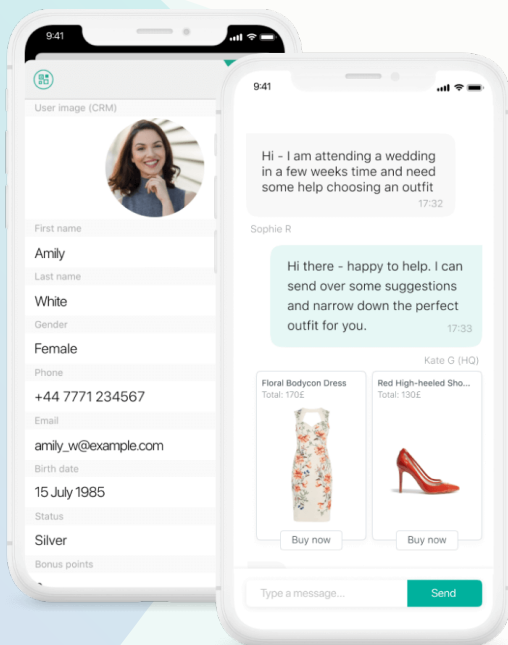 9:41
User image (CRM)
First name
Amily
Last name
White
Gender
Female
Phone
+44 7771 234567
Email
amily_w@example.com
Birth date
15 July 1985
Status
Silver
Bonus points
9:41
Hi - I am attending a wedding
in a few weeks time and need
some help choosing an outfit
17:32
Sophie R
Hi there - happy to help. I can
send over some suggestions
and narrow down the perfect
outfit for you.
17:33
Kate G (HQ)
Floral Bodycon Dress
Total: 170£
Buy now
Red High-heeled Sho...
Total: 130£
Buy now
Type a message...
Send